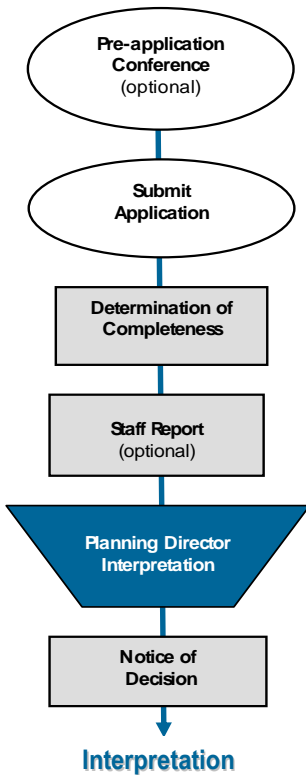 Pre-application
Conference
(optional)
Submit
Application
Determination of
Completeness
Staff Report
(optional)
Planning Director
Interpretation
Notice of
Decision
Interpretation